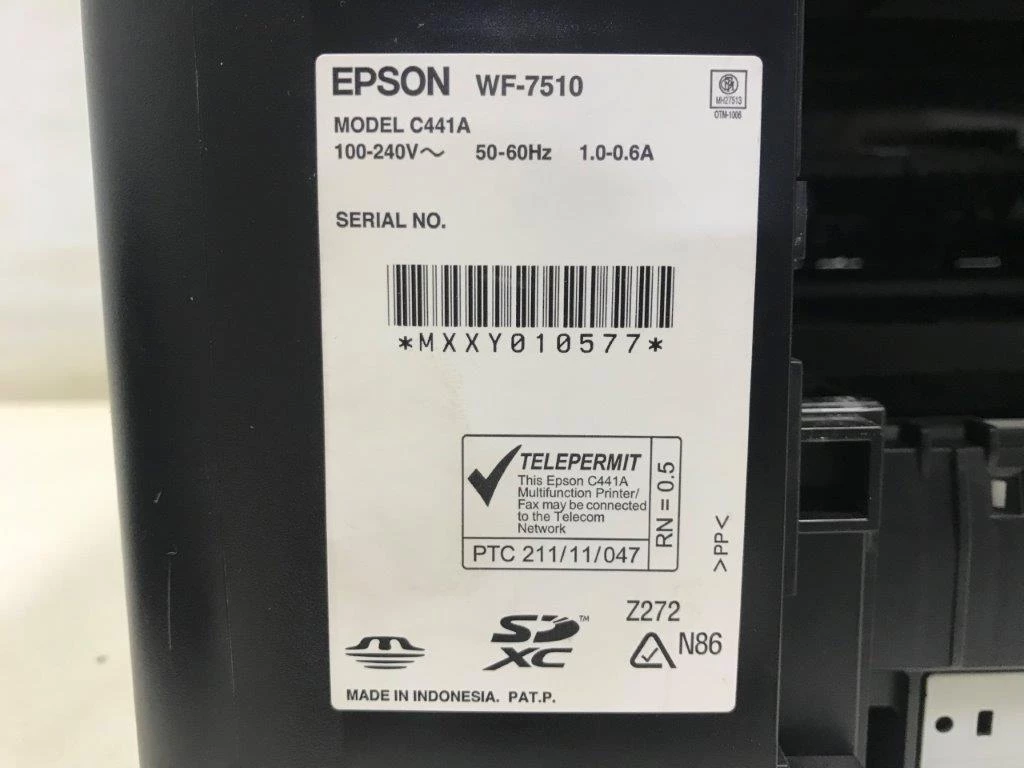 EPSON WF-7510
MODEL C441A
100-240V～ 50-60Hz 1.0-0.6A
MH27513
OTM-1006
SERIAL NO.
*MXXY010577*
TELEPERMIT
This Epson C441A
Multifunction Printer/
Fax may be connected
to the Telecom
Network
PTC 211/11/047
RN = 0.5
>PP<
SD™
XC
Z272
N86
MADE IN INDONESIA. PAT.P.